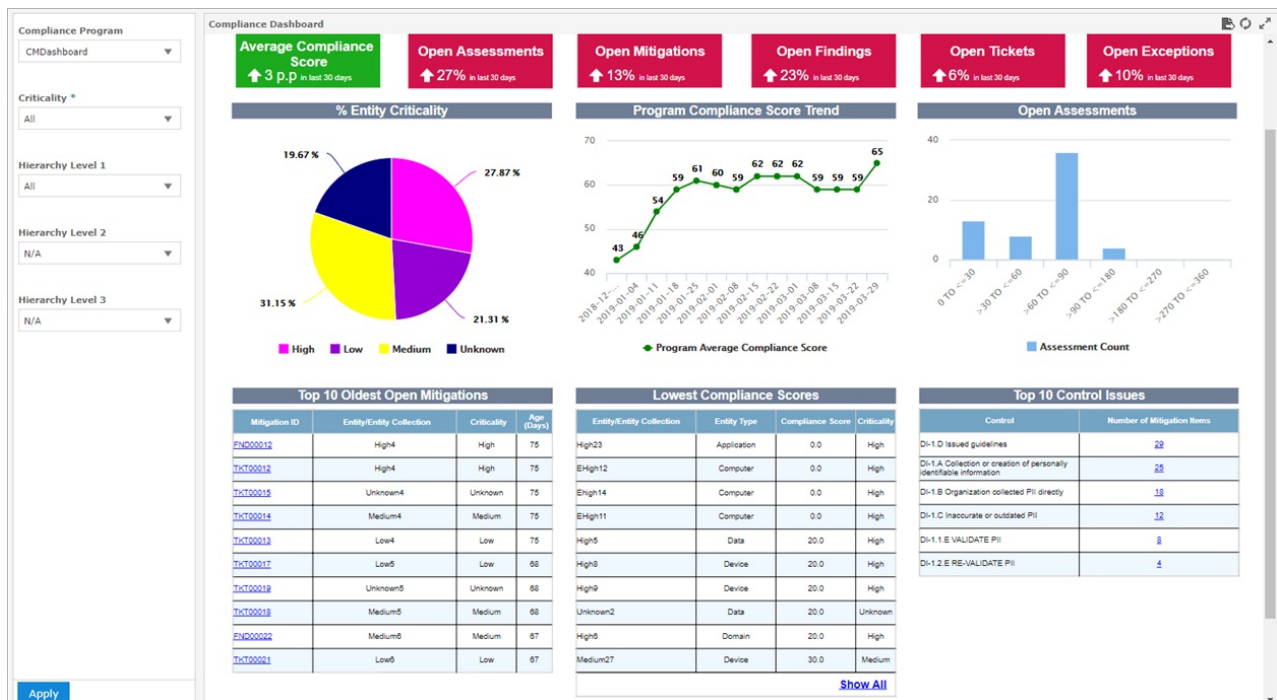 Compliance Program
CMDashboard
Criticality *
All
Hierarchy Level 1
All
Hierarchy Level 2
N/A
Hierarchy Level 3
N/A
Apply
Compliance Dashboard
Average Compliance
Score
3 p.p in last 30 days
Open Assessments
27% in last 30 days
Open Mitigations
13% in last 30 days
Open Findings
23% in last 30 days
Open Tickets
6% in last 30 days
Open Exceptions
10% in last 30 days
% Entity Criticality
19.67 %
27.87 %
31.15 %
21.31 %
High Low Medium Unknown
Program Compliance Score Trend
70
60
50
40
43 46 54 59 61 60 59 62 62 62 59 59 59 65
2018-12-...
2019-01-04
2019-01-11
2019-01-18
2019-01-25
2019-02-01
2019-02-08
2019-02-15
2019-02-22
2019-03-01
2019-03-08
2019-03-15
2019-03-22
2019-03-29
Program Average Compliance Score
Open Assessments
40
20
0
0 TO <=30
>30 TO <=60
>60 TO <=90
>90 TO <=180
>180 TO <=270
>270 TO <=360
Assessment Count
Top 10 Oldest Open Mitigations
Mitigation ID Entity/Entity Collection Criticality Age (Days)
FND00012 High4 High 75
TKT00012 High4 High 75
TKT00015 Unknown4 Unknown 75
TKT00014 Medium4 Medium 75
TKT00013 Low4 Low 75
TKT00017 Low5 Low 68
TKT00019 Unknown5 Unknown 68
TKT00018 Medium5 Medium 68
FND00022 Medium6 Medium 67
TKT00021 Low6 Low 67
Lowest Compliance Scores
Entity/Entity Collection Entity Type Compliance Score Criticality
High23 Application 0.0 High
EHigh12 Computer 0.0 High
Ehigh14 Computer 0.0 High
EHigh11 Computer 0.0 High
High5 Data 20.0 High
High8 Device 20.0 High
High9 Device 20.0 High
Unknown2 Data 20.0 Unknown
High6 Domain 20.0 High
Medium27 Device 30.0 Medium
Show All
Top 10 Control Issues
Control Number of Mitigation Items
DI-1.D Issued guidelines 29
DI-1.A Collection or creation of personally
identifiable information 25
DI-1.B Organization collected PII directly 18
DI-1.C Inaccurate or outdated PII 12
DI-1.1.E VALIDATE PII 8
DI-1.2.E RE-VALIDATE PII 4